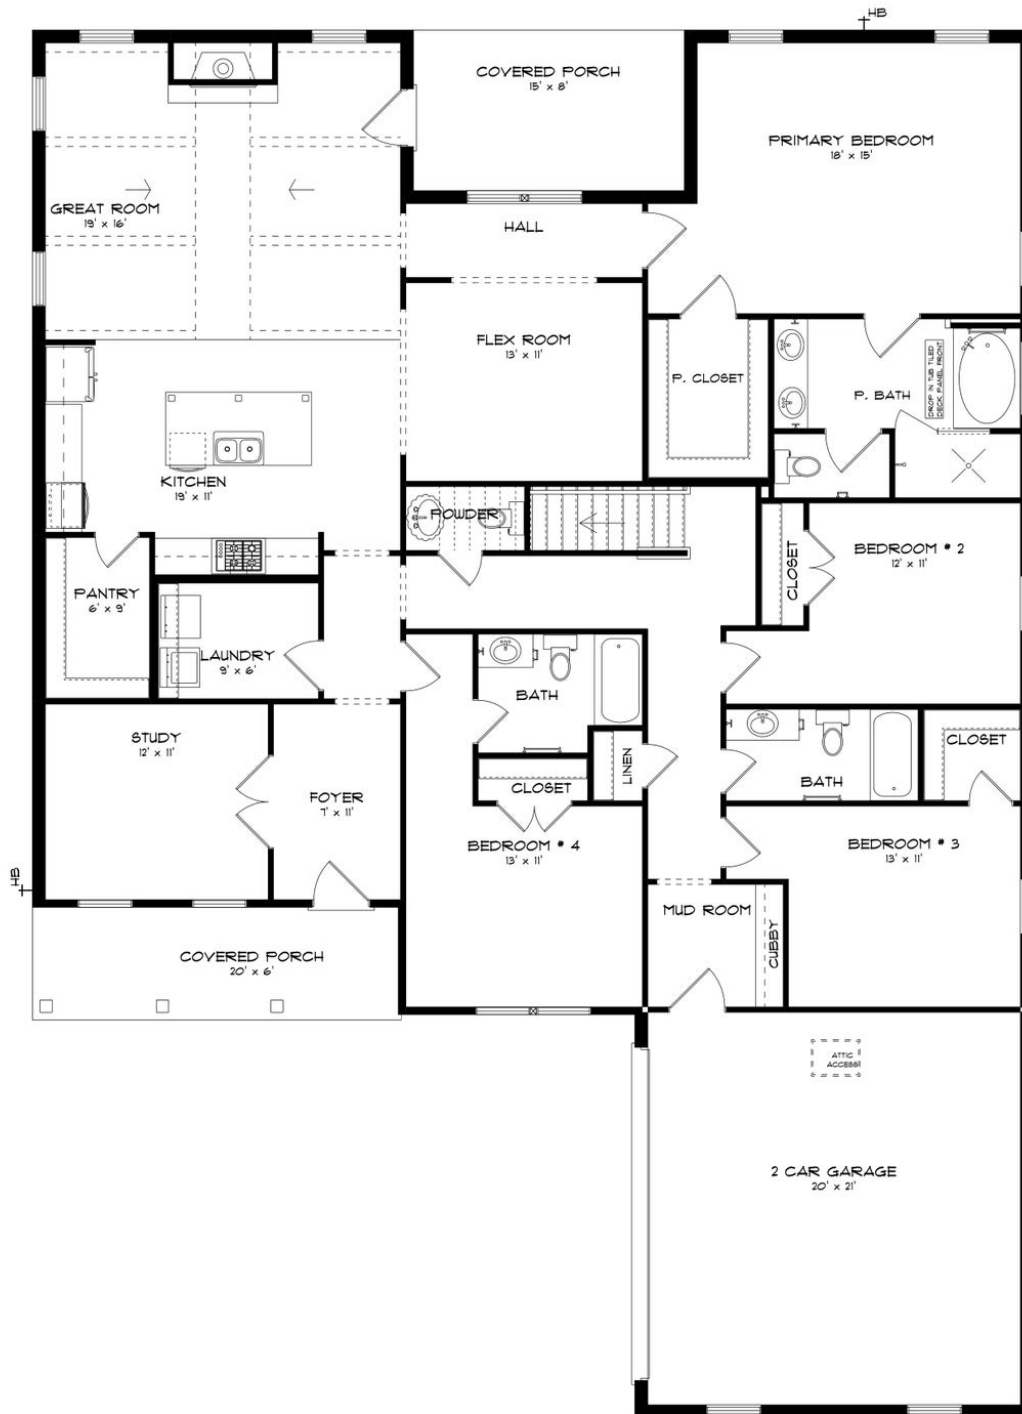 HB
COVERED PORCH
15' x 8'
PRIMARY BEDROOM
18' x 15'
GREAT ROOM
19' x 16'
HALL
FLEX ROOM
13' x 11'
P. CLOSET
DROP IN TUB TILED
DECK, PANEL FRONT
P. BATH
KITCHEN
19' x 11'
POWDER
CLOSET
BEDROOM # 2
12' x 11'
PANTRY
6' x 9'
LAUNDRY
9' x 6'
BATH
STUDY
12' x 11'
FOYER
7' x 11'
LINEN
CLOSET
BATH
CLOSET
BEDROOM # 4
13' x 11'
BEDROOM # 3
13' x 11'
HB
MUD ROOM
CUBBY
COVERED PORCH
20' x 6'
ATTIC
ACCESS
2 CAR GARAGE
20' x 21'